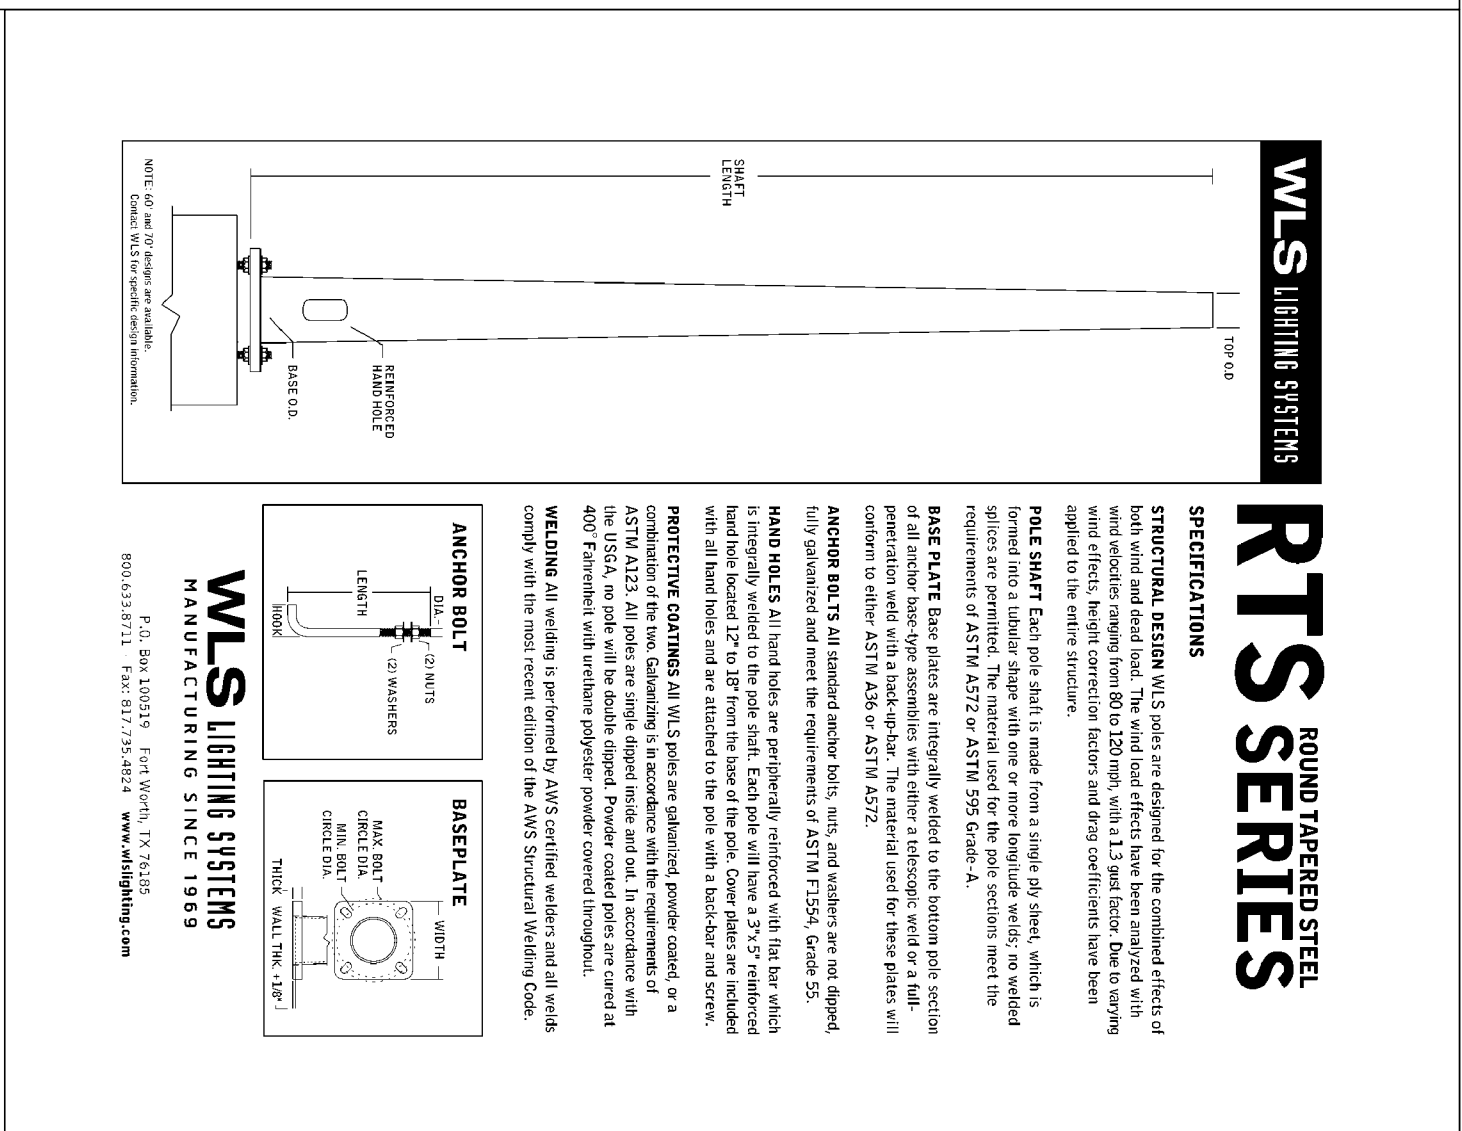 WLS LIGHTING SYSTEMS
TOP O.D
SHAFT
LENGTH
REINFORCED
HAND HOLE
BASE O.D.
NOTE: 60' and 70' designs are available.
Contact WLS for specific design information.
RTS SERIES
ROUND TAPERED STEEL
SPECIFICATIONS
STRUCTURAL DESIGN WLS poles are designed for the combined effects of
both wind and dead load. The wind load effects have been analyzed with
wind velocities ranging from 80 to 120 mph, with a 1.3 gust factor. Due to varying
wind effects, height correction factors and drag coefficients have been
applied to the entire structure.
POLE SHAFT Each pole shaft is made from a single ply sheet, which is
formed into a tubular shape with one or more longitude welds; no welded
splices are permitted. The material used for the pole sections meet the
requirements of ASTM A572 or ASTM 595 Grade-A.
BASE PLATE Base plates are integrally welded to the bottom pole section
of all anchor base-type assemblies with either a telescopic weld or a full-
penetration weld with a back-up-bar. The material used for these plates will
conform to either ASTM A36 or ASTM A572.
ANCHOR BOLTS All standard anchor bolts, nuts, and washers are not dipped,
fully galvanized and meet the requirements of ASTM F1554, Grade 55.
HAND HOLES All hand holes are peripherally reinforced with flat bar which
is integrally welded to the pole shaft. Each pole will have a 3"x 5" reinforced
hand hole located 12" to 18" from the base of the pole. Cover plates are included
with all hand holes and are attached to the pole with a back-bar and screw.
PROTECTIVE COATINGS All WLS poles are galvanized, powder coated, or a
combination of the two. Galvanizing is in accordance with the requirements of
ASTM A123. All poles are single dipped inside and out. In accordance with
the USGA, no pole will be double dipped. Powder coated poles are cured at
400° Fahrenheit with urethane polyester powder covered throughout.
WELDING All welding is performed by AWS certified welders and all welds
comply with the most recent edition of the AWS Structural Welding Code.
ANCHOR BOLT
DIA.
LENGTH
(2) NUTS
(2) WASHERS
HOOK
BASEPLATE
WIDTH
MAX. BOLT
CIRCLE DIA.
MIN. BOLT
CIRCLE DIA.
THICK
WALL THK. +1/8"
WLS LIGHTING SYSTEMS
MANUFACTURING SINCE 1969
P.O. Box 100519 Fort Worth, TX 76185
800.633.8711 · Fax: 817.735.4824 www.wlslighting.com